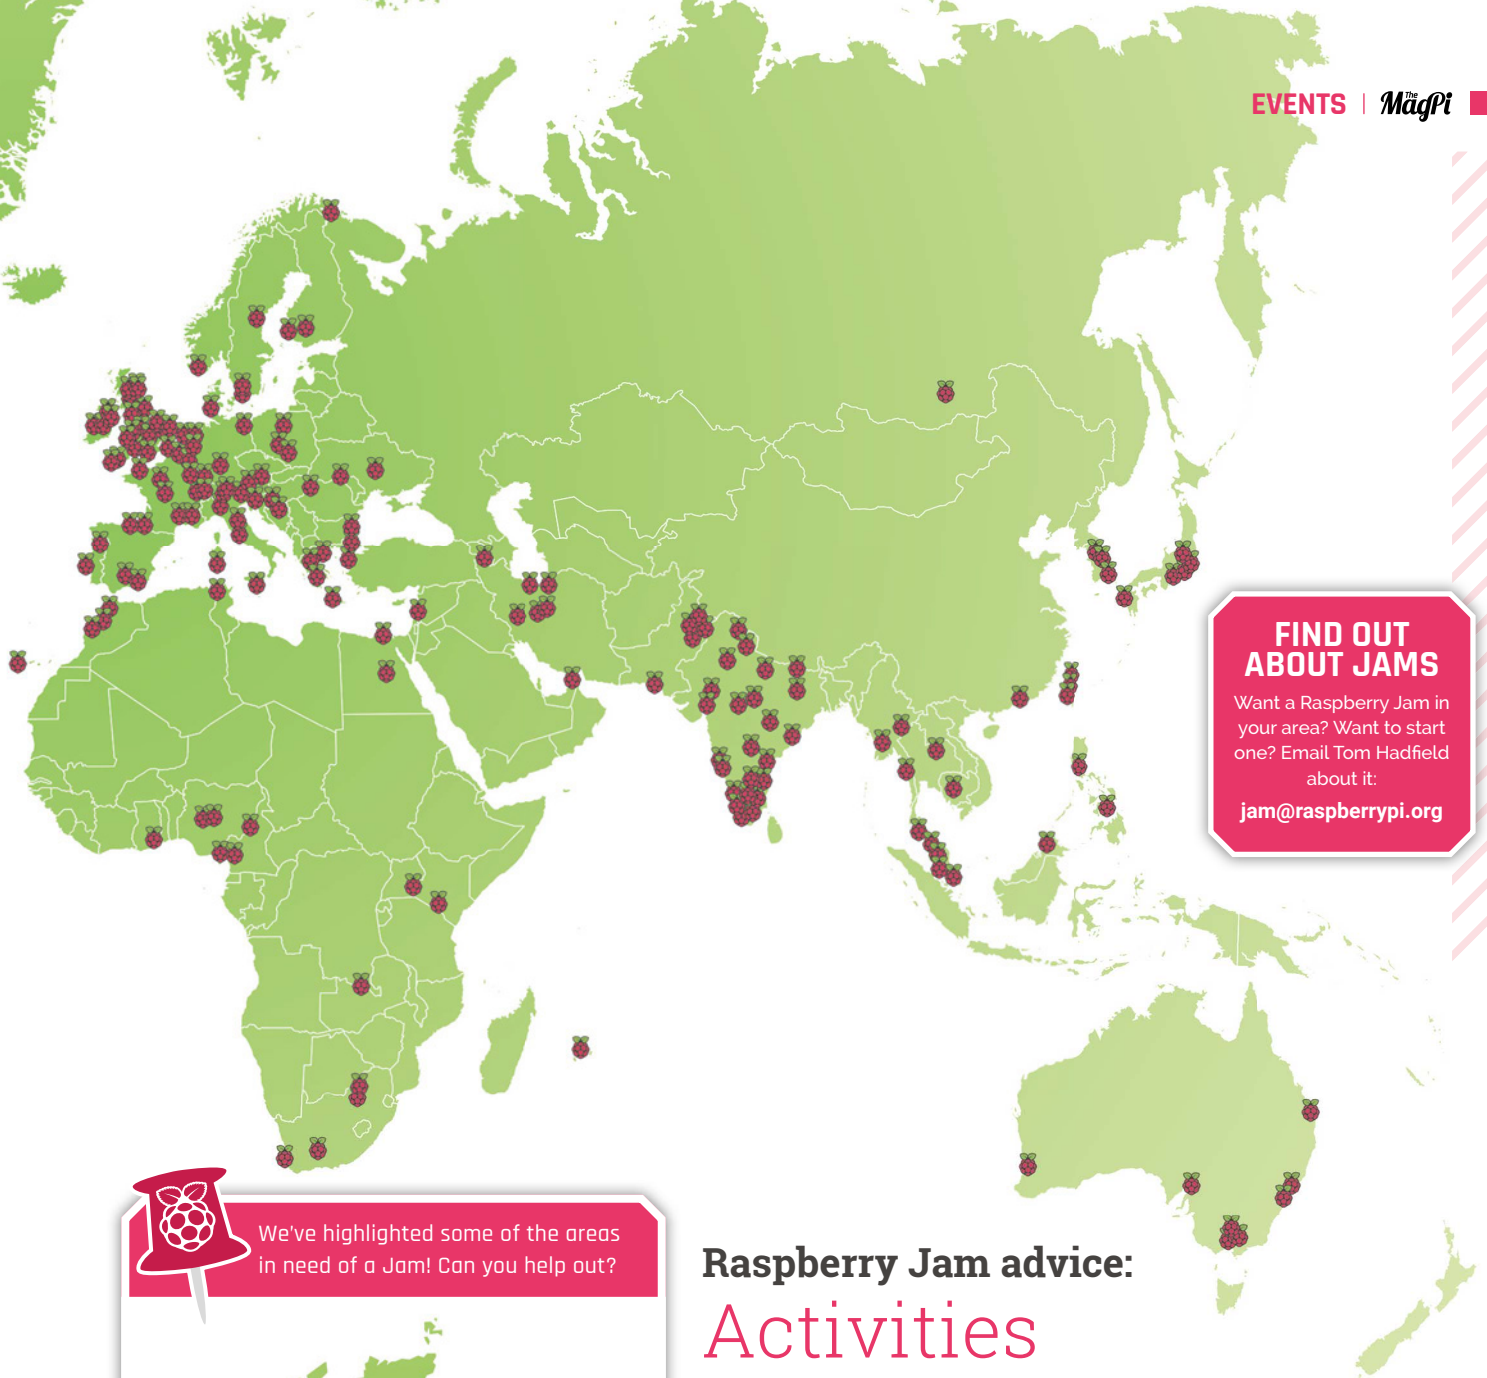 EVENTS
The MagPi
FIND OUT
ABOUT JAMS
Want a Raspberry Jam in
your area? Want to start
one? Email Tom Hadfield
about it:
jam@raspberrypi.org
We've highlighted some of the areas
in need of a Jam! Can you help out?
Raspberry Jam advice:
Activities